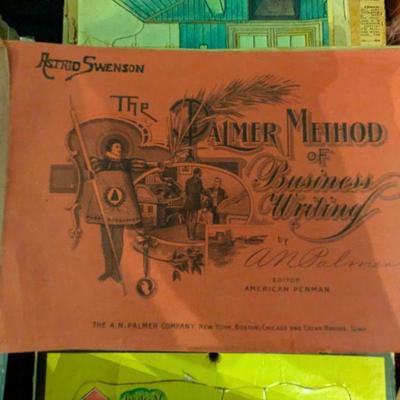 ASTRID SWENSON
The
PALMER METHOD
OF
Business
Writing
by
A.N. Palmer
EDITOR
AMERICAN PENMAN
THE A. N. PALMER COMPANY NEW YORK, BOSTON, CHICAGO AND CEDAR RAPIDS, IOWA